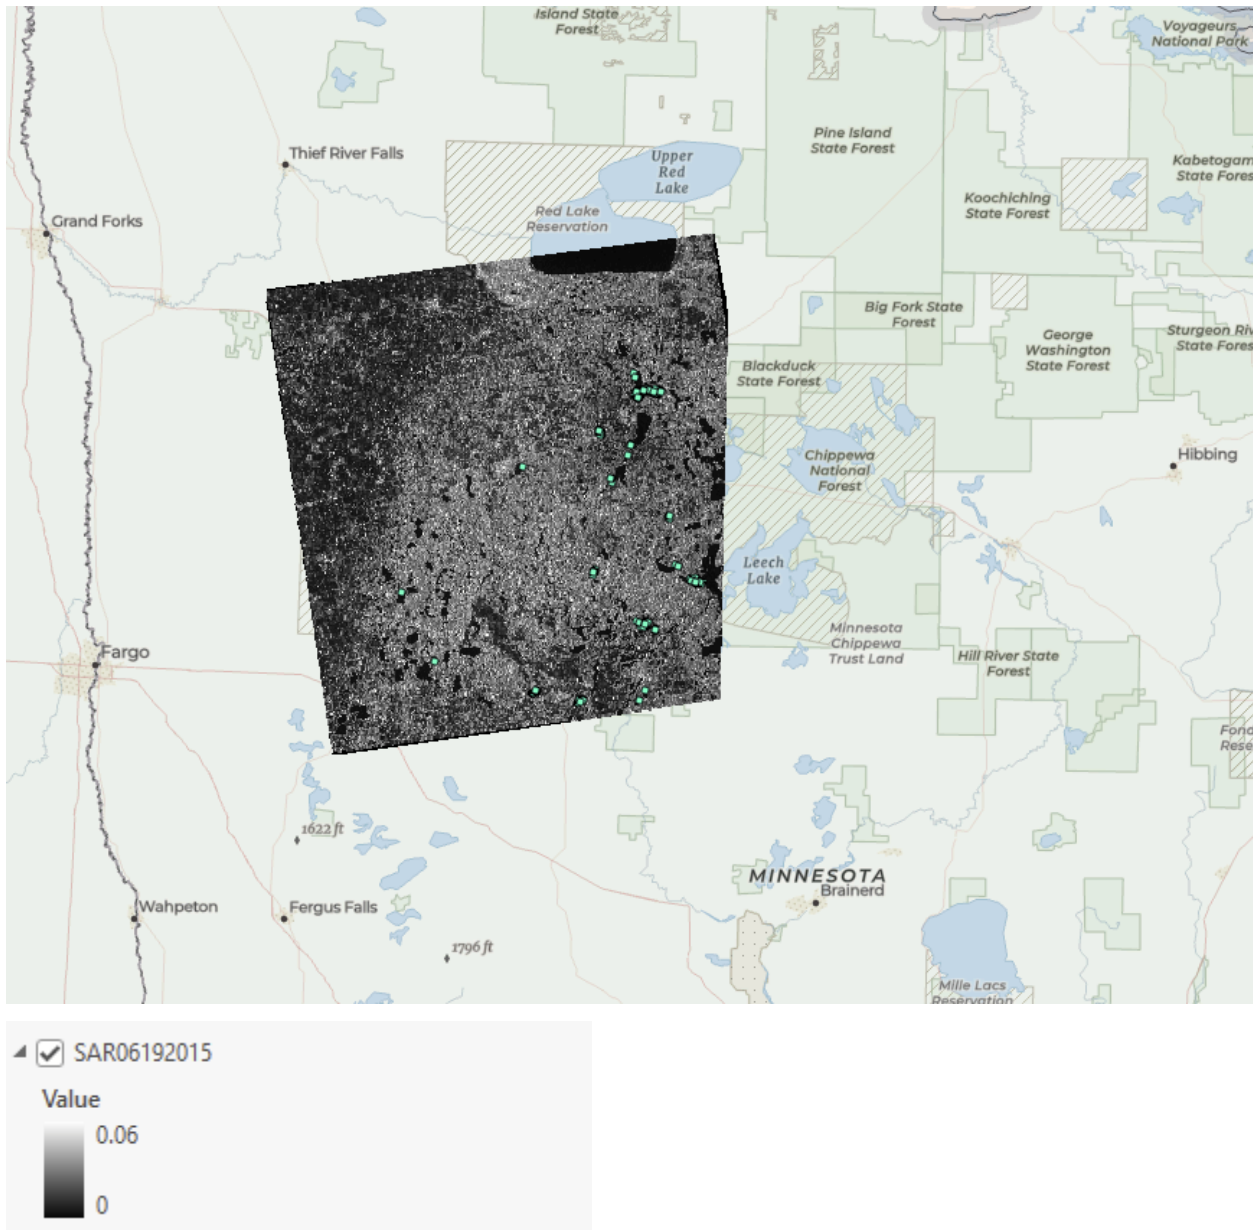 Island State
Forest
Voyageurs
National Park
Thief River Falls
Upper
Red
Lake
Pine Island
State Forest
Kabetogam
State Fores
Koochiching
State Forest
Grand Forks
Red Lake
Reservation
Big Fork State
Forest
George
Washington
State Forest
Sturgeon Riv
State Fores
Blackduck
State Forest
Chippewa
National
Forest
Hibbing
Leech
Lake
Minnesota
Chippewa
Trust Land
Fargo
Hill River State
Forest
Fond
Rese
1622 ft
MINNESOTA
Brainerd
Wahpeton
Fergus Falls
1796 ft
Mille Lacs
Reservation
SAR06192015
Value
0.06
0